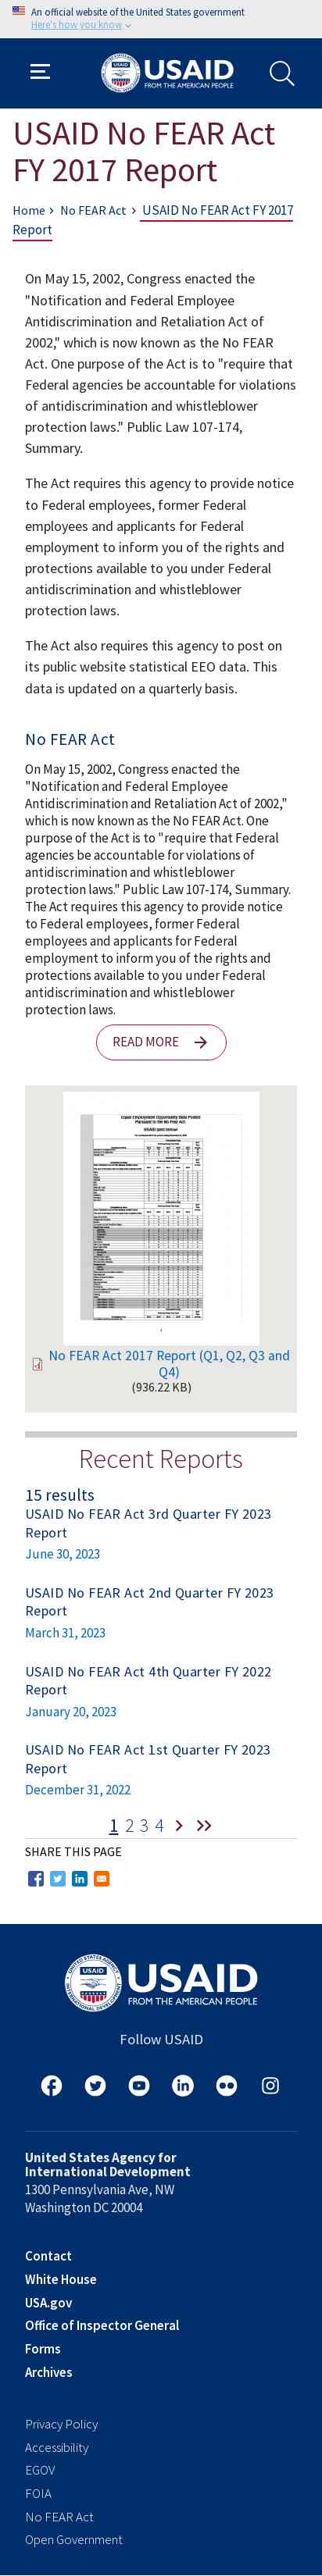 An official website of the United States government
Here's how you know
USAID
FROM THE AMERICAN PEOPLE
USAID No FEAR Act
FY 2017 Report
Home › No FEAR Act › USAID No FEAR Act FY 2017
Report
On May 15, 2002, Congress enacted the
"Notification and Federal Employee
Antidiscrimination and Retaliation Act of
2002," which is now known as the No FEAR
Act. One purpose of the Act is to "require that
Federal agencies be accountable for violations
of antidiscrimination and whistleblower
protection laws." Public Law 107-174,
Summary.
The Act requires this agency to provide notice
to Federal employees, former Federal
employees and applicants for Federal
employment to inform you of the rights and
protections available to you under Federal
antidiscrimination and whistleblower
protection laws.
The Act also requires this agency to post on
its public website statistical EEO data. This
data is updated on a quarterly basis.
No FEAR Act
On May 15, 2002, Congress enacted the
"Notification and Federal Employee
Antidiscrimination and Retaliation Act of 2002,"
which is now known as the No FEAR Act. One
purpose of the Act is to "require that Federal
agencies be accountable for violations of
antidiscrimination and whistleblower
protection laws." Public Law 107-174, Summary.
The Act requires this agency to provide notice
to Federal employees, former Federal
employees and applicants for Federal
employment to inform you of the rights and
protections available to you under Federal
antidiscrimination and whistleblower
protection laws.
READ MORE
Equal Employment Opportunity Data Posted
Pursuant to the No Fear Act:
No FEAR Act 2017 Report (Q1, Q2, Q3 and
Q4)
(936.22 KB)
Recent Reports
15 results
USAID No FEAR Act 3rd Quarter FY 2023
Report
June 30, 2023
USAID No FEAR Act 2nd Quarter FY 2023
Report
March 31, 2023
USAID No FEAR Act 4th Quarter FY 2022
Report
January 20, 2023
USAID No FEAR Act 1st Quarter FY 2023
Report
December 31, 2022
1 2 3 4 › »
SHARE THIS PAGE
USAID
FROM THE AMERICAN PEOPLE
Follow USAID
United States Agency for
International Development
1300 Pennsylvania Ave, NW
Washington DC 20004
Contact
White House
USA.gov
Office of Inspector General
Forms
Archives
Privacy Policy
Accessibility
EGOV
FOIA
No FEAR Act
Open Government